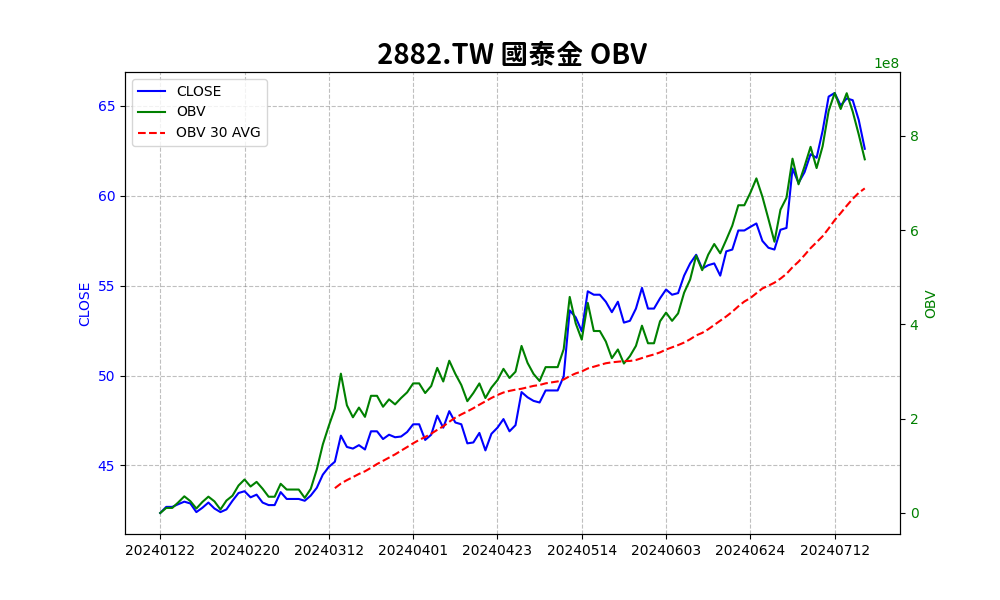 2882.TW 國泰金 OBV
1e8
CLOSE
OBV
OBV 30 AVG
65
60
55
50
45
CLOSE
8
6
4
2
0
OBV
20240122 20240220 20240312 20240401 20240423 20240514 20240603 20240624 20240712